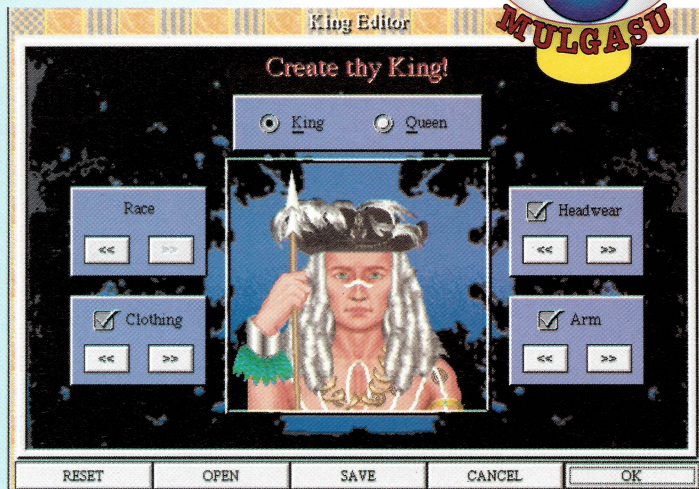 King Editor
MULGASU
Create thy King!
King
Queen
Race
<< >>
Headwear
<< >>
Clothing
<< >>
Arm
<< >>
RESET OPEN SAVE CANCEL OK